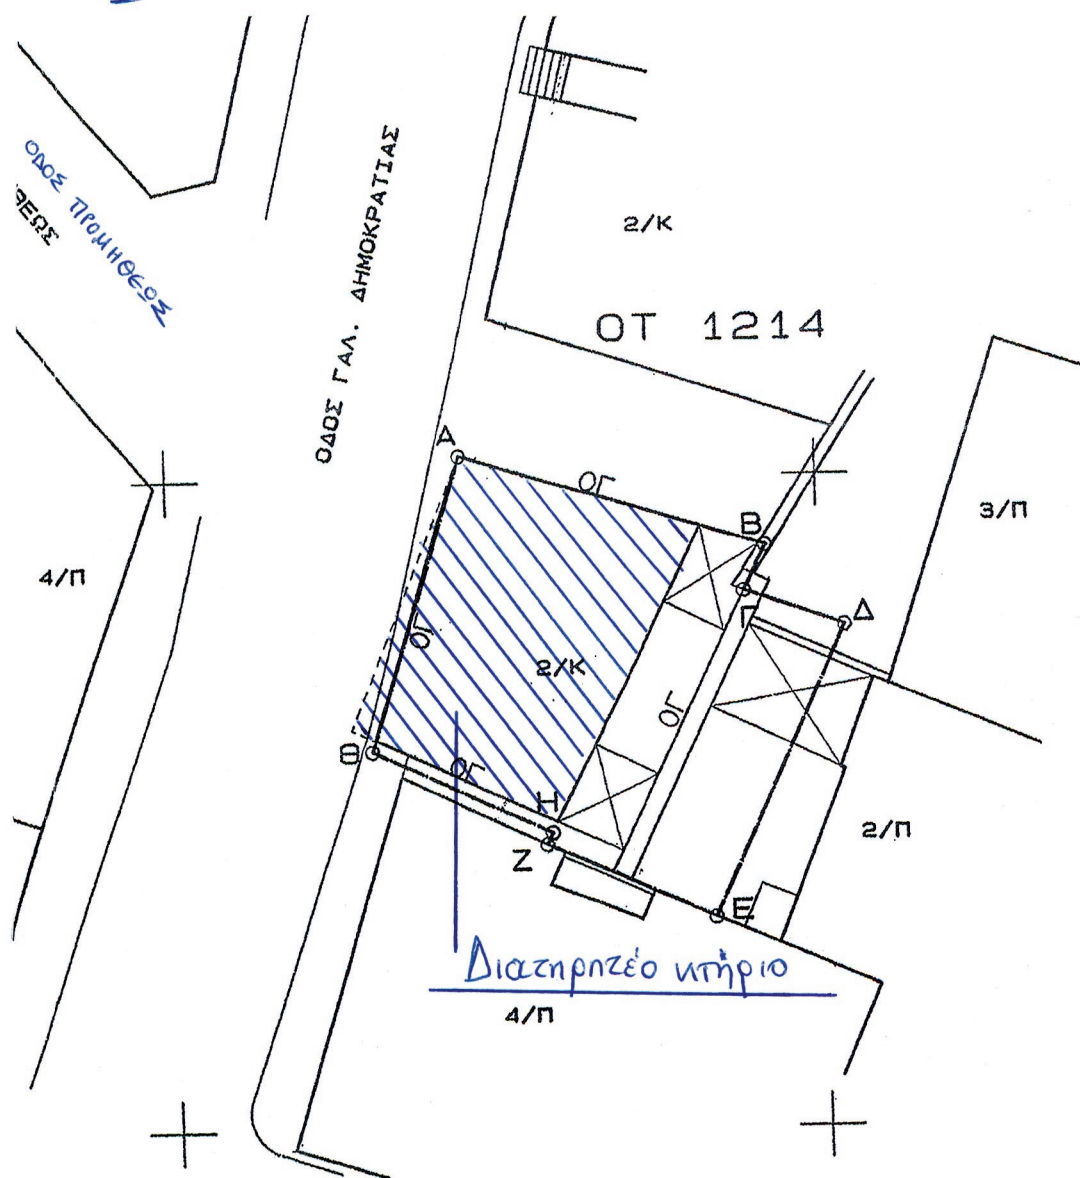 ΟΔΟΣ ΠΡΟΜΗΘΕΩΣ
ΘΕΩΣ
ΟΔΟΣ ΓΑΛ. ΔΗΜΟΚΡΑΤΙΑΣ
2/Κ
ΟΤ 1214
Α
ΟΓ
Β
3/Π
4/Π
Γ
Δ
ΟΓ
2/Κ
ΟΓ
Θ
ΟΓ
Η
Ζ
2/Π
Ε
Διατηρητέο κτήριο
4/Π